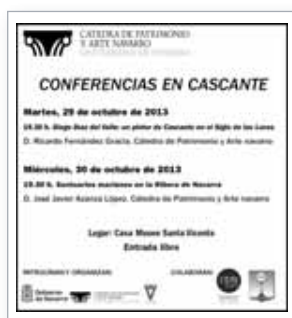 CÁTEDRA DE PATRIMONIO
Y ARTE NAVARRO
CONFERENCIAS EN CASCANTE
Martes, 29 de octubre de 2013
19.30 h. Diego Díaz del Valle: un pintor de Cascante en el Siglo de las Luces
D. Ricardo Fernández Gracia. Cátedra de Patrimonio y Arte navarro
Miércoles, 30 de octubre de 2013
19.30 h. Santuarios marianos en la Ribera de Navarra
D. José Javier Azanza López. Cátedra de Patrimonio y Arte navarro
Lugar: Casa Museo Santa Vicenta
Entrada libre
PATROCINAN Y ORGANIZAN:
COLABORAN:
Gobierno
de Navarra